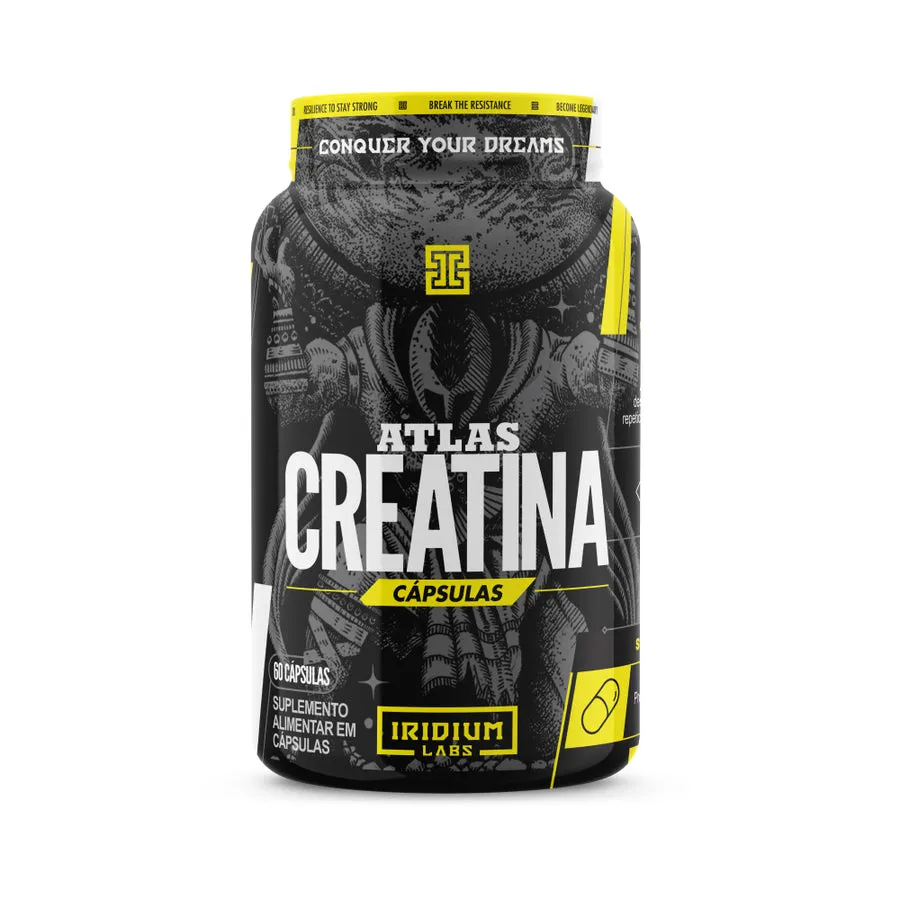 RESILIENCE TO STAY STRONG BREAK THE RESISTANCE BECOME
CONQUER YOUR DREAMS
ATLAS
CREATINA
CÁPSULAS
60 CÁPSULAS
SUPLEMENTO
ALIMENTAR EM
CÁPSULAS
IRIDIUM
LABS